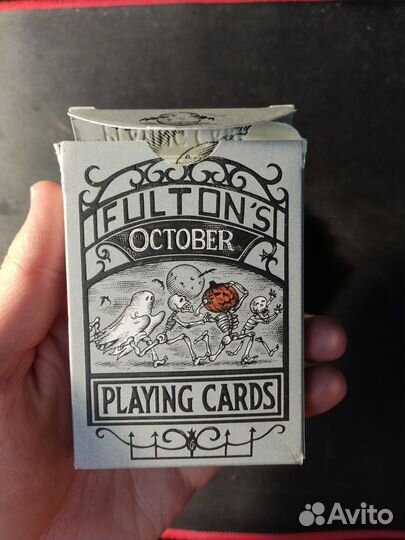 FULTON'S
OCTOBER
PLAYING CARDS
Avito